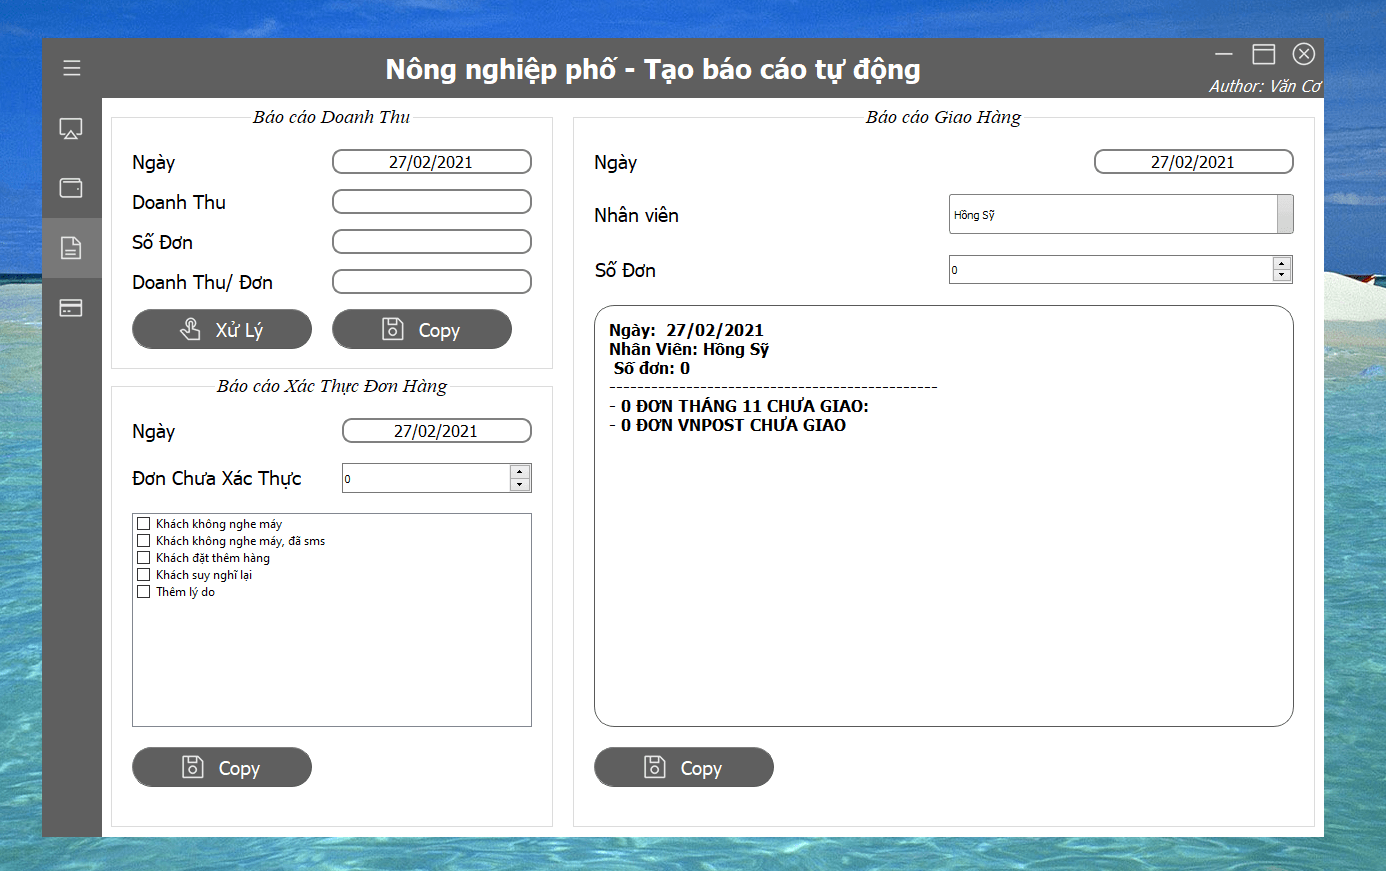 Nông nghiệp phố - Tạo báo cáo tự động
Author: Văn Cơ
Báo cáo Doanh Thu
Ngày
27/02/2021
Doanh Thu
Số Đơn
Doanh Thu/ Đơn
Xử Lý
Copy
Báo cáo Xác Thực Đơn Hàng
Ngày
27/02/2021
Đơn Chưa Xác Thực
0
Khách không nghe máy
Khách không nghe máy, đã sms
Khách đặt thêm hàng
Khách suy nghĩ lại
Thêm lý do
Copy
Báo cáo Giao Hàng
Ngày
27/02/2021
Nhân viên
Hồng Sỹ
Số Đơn
0
Ngày:  27/02/2021
Nhân Viên: Hồng Sỹ
Số đơn: 0
-----------------------------------------------
- 0 ĐƠN THÁNG 11 CHƯA GIAO:
- 0 ĐƠN VNPOST CHƯA GIAO
Copy